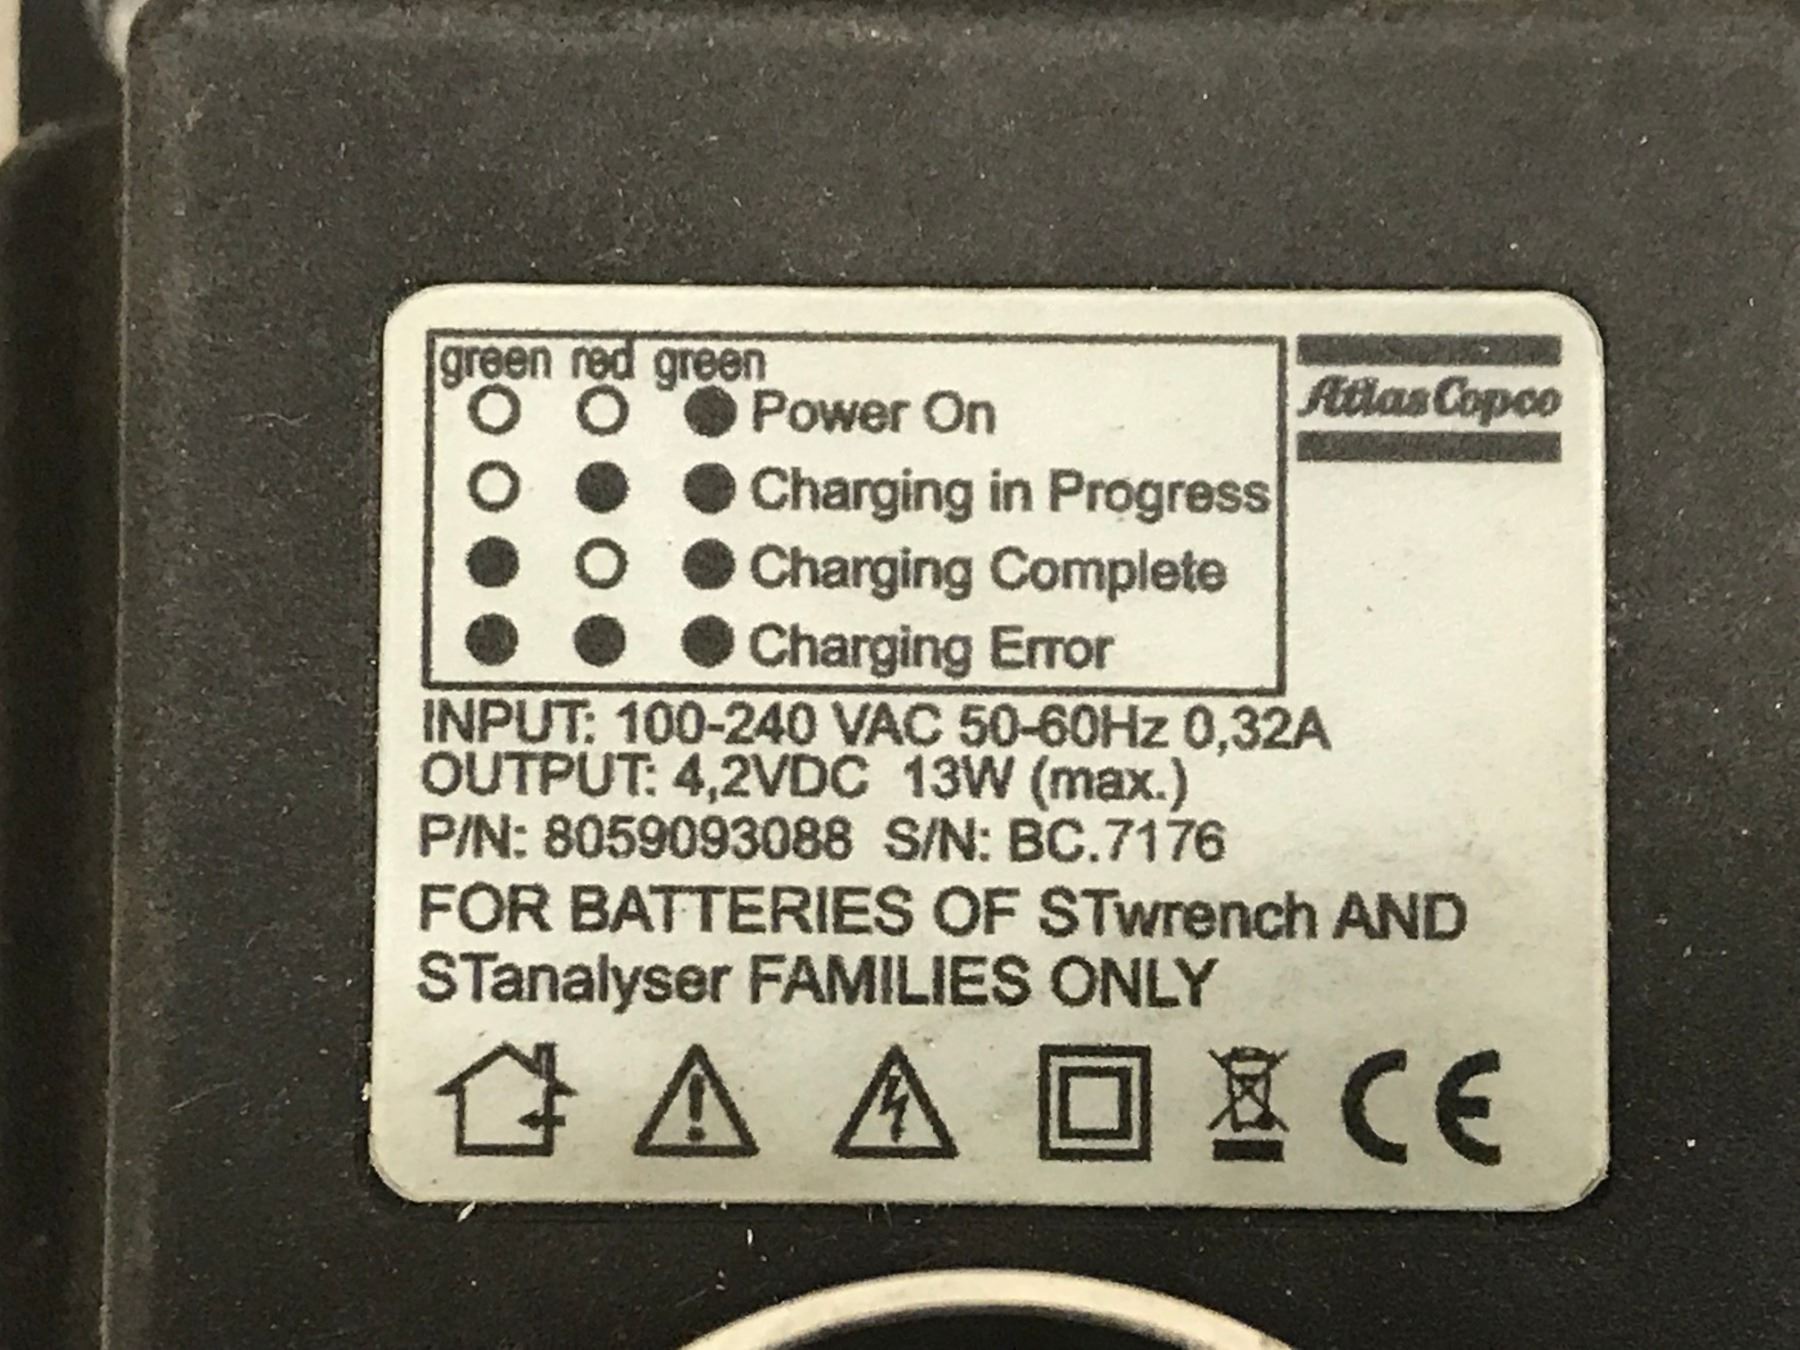 green red green
Power On
Atlas Copco
Charging in Progress
Charging Complete
Charging Error
INPUT: 100-240 VAC 50-60Hz 0,32A
OUTPUT: 4,2VDC 13W (max.)
P/N: 8059093088 S/N: BC.7176
FOR BATTERIES OF STwrench AND
STanalyser FAMILIES ONLY
CE